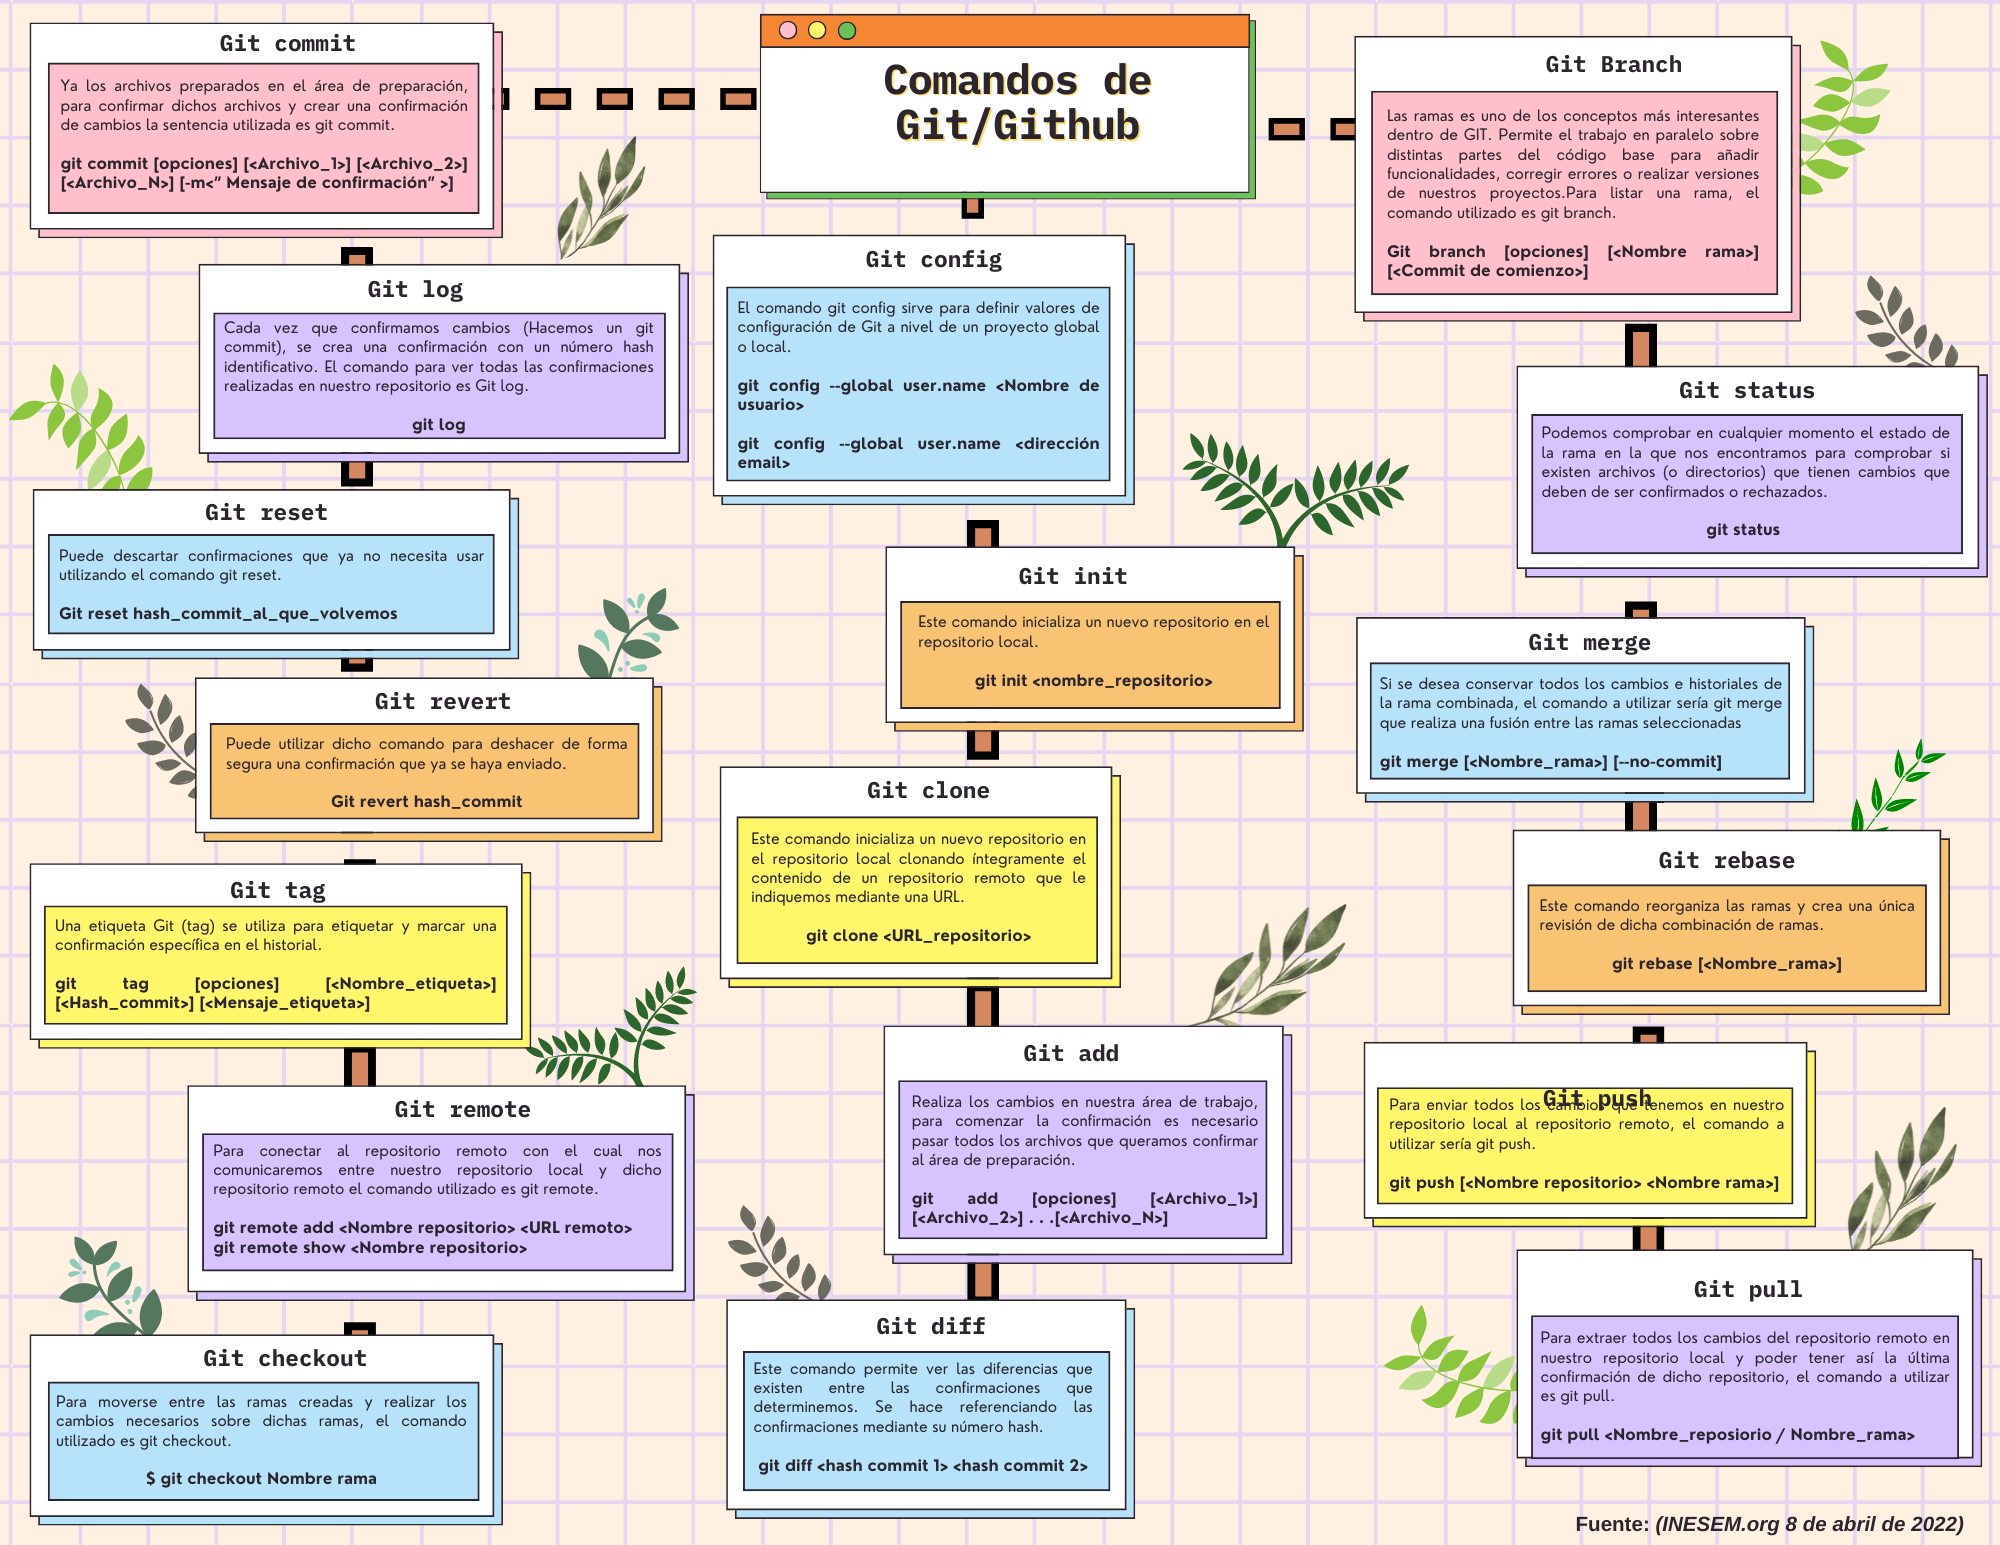 Comandos de
Git/Github
Git commit
Ya los archivos preparados en el área de preparación,
para confirmar dichos archivos y crear una confirmación
de cambios la sentencia utilizada es git commit.
git commit [opciones] [<Archivo_1>] [<Archivo_2>]
[<Archivo_N>] [-m<" Mensaje de confirmación" >]
Git log
Cada vez que confirmamos cambios (Hacemos un git
commit), se crea una confirmación con un número hash
identificativo. El comando para ver todas las confirmaciones
realizadas en nuestro repositorio es Git log.
git log
Git reset
Puede descartar confirmaciones que ya no necesita usar
utilizando el comando git reset.
Git reset hash_commit_al_que_volvemos
Git revert
Puede utilizar dicho comando para deshacer de forma
segura una confirmación que ya se haya enviado.
Git revert hash_commit
Git tag
Una etiqueta Git (tag) se utiliza para etiquetar y marcar una
confirmación específica en el historial.
git tag [opciones] [<Nombre_etiqueta>]
[<Hash_commit>] [<Mensaje_etiqueta>]
Git remote
Para conectar al repositorio remoto con el cual nos
comunicaremos entre nuestro repositorio local y dicho
repositorio remoto el comando utilizado es git remote.
git remote add <Nombre repositorio> <URL remoto>
git remote show <Nombre repositorio>
Git checkout
Para moverse entre las ramas creadas y realizar los
cambios necesarios sobre dichas ramas, el comando
utilizado es git checkout.
$ git checkout Nombre rama
Git config
El comando git config sirve para definir valores de
configuración de Git a nivel de un proyecto global
o local.
git config --global user.name <Nombre de
usuario>
git config --global user.name <dirección
email>
Git init
Este comando inicializa un nuevo repositorio en el
repositorio local.
git init <nombre_repositorio>
Git clone
Este comando inicializa un nuevo repositorio en
el repositorio local clonando íntegramente el
contenido de un repositorio remoto que le
indiquemos mediante una URL.
git clone <URL_repositorio>
Git add
Realiza los cambios en nuestra área de trabajo,
para comenzar la confirmación es necesario
pasar todos los archivos que queramos confirmar
al área de preparación.
git add [opciones] [<Archivo_1>]
[<Archivo_2>] . . .[<Archivo_N>]
Git diff
Este comando permite ver las diferencias que
existen entre las confirmaciones que
determinemos. Se hace referenciando las
confirmaciones mediante su número hash.
git diff <hash commit 1> <hash commit 2>
Git Branch
Las ramas es uno de los conceptos más interesantes
dentro de GIT. Permite el trabajo en paralelo sobre
distintas partes del código base para añadir
funcionalidades, corregir errores o realizar versiones
de nuestros proyectos.Para listar una rama, el
comando utilizado es git branch.
Git branch [opciones] [<Nombre rama>]
[<Commit de comienzo>]
Git status
Podemos comprobar en cualquier momento el estado de
la rama en la que nos encontramos para comprobar si
existen archivos (o directorios) que tienen cambios que
deben de ser confirmados o rechazados.
git status
Git merge
Si se desea conservar todos los cambios e historiales de
la rama combinada, el comando a utilizar sería git merge
que realiza una fusión entre las ramas seleccionadas
git merge [<Nombre_rama>] [--no-commit]
Git rebase
Este comando reorganiza las ramas y crea una única
revisión de dicha combinación de ramas.
git rebase [<Nombre_rama>]
Git push
Para enviar todos los cambios que tenemos en nuestro
repositorio local al repositorio remoto, el comando a
utilizar sería git push.
git push [<Nombre repositorio> <Nombre rama>]
Git pull
Para extraer todos los cambios del repositorio remoto en
nuestro repositorio local y poder tener así la última
confirmación de dicho repositorio, el comando a utilizar
es git pull.
git pull <Nombre_reposiorio / Nombre_rama>
Fuente: (INESEM.org 8 de abril de 2022)